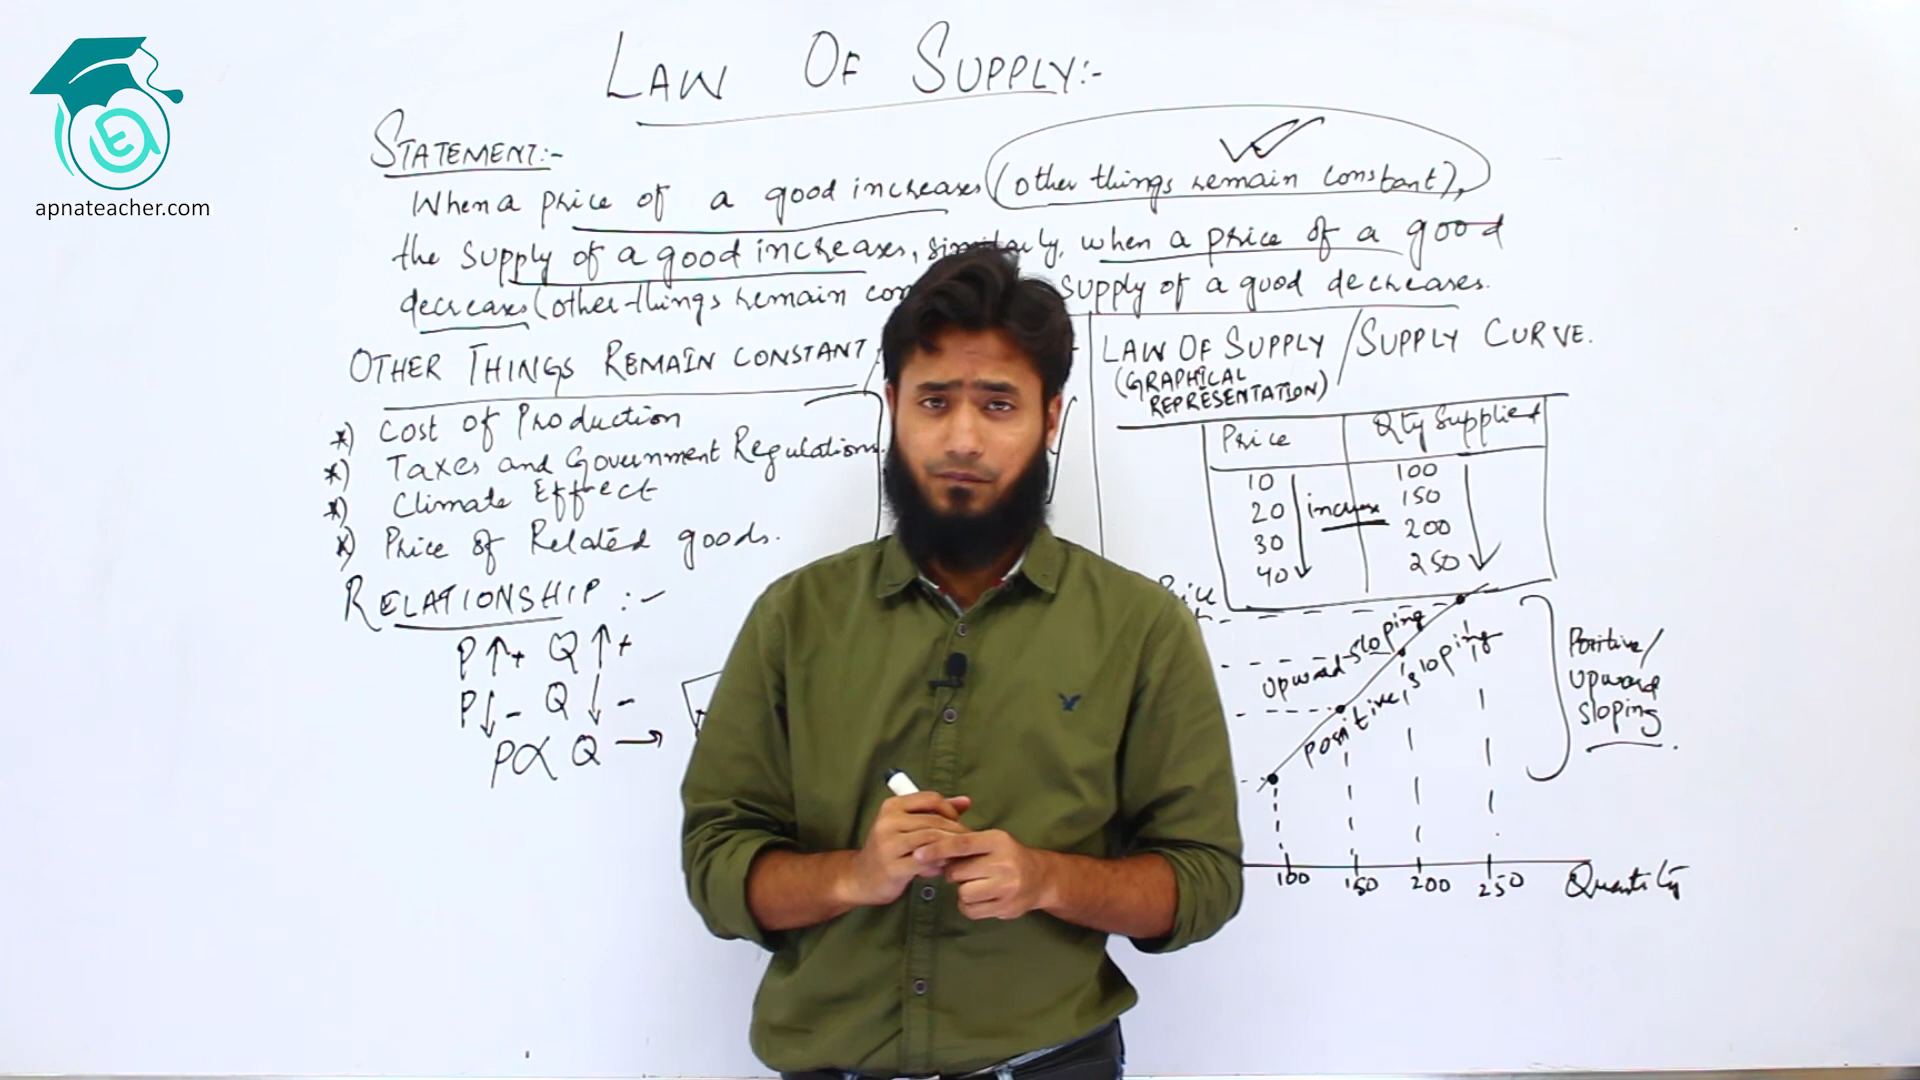 apnateacher.com
LAW OF SUPPLY:-
STATEMENT:-
When a price of a good increases (other things remain constant),
the supply of a good increases, similarly, when a price of a good
decreases (other things remain supply of a good decreases.
OTHER THINGS REMAIN CONSTANT
*) Cost of Production
*) Taxes and Government Regulations.
*) Climate Effect
*) Price of Related goods.
RELATIONSHIP :-
P↑+ Q↑+
P↓- Q↓-
P∝Q →
LAW OF SUPPLY / SUPPLY CURVE.
(GRAPHICAL
REPRESENTATION)
Price Qty Supplied
10 100
20 increase 150
30 200
40 250
Price
Upward sloping
Positive, sloping
Positive/
Upward
sloping
100 150 200 250 Quantity